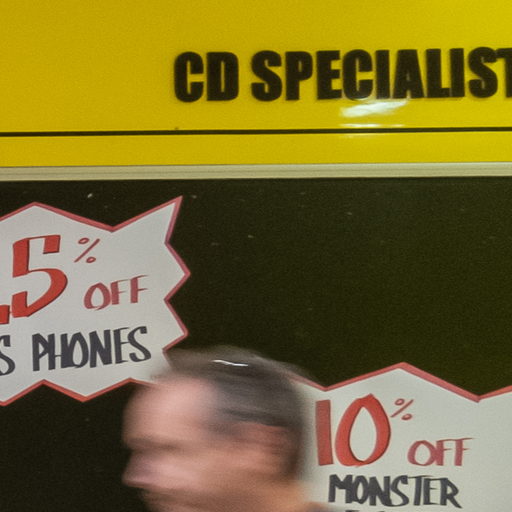 CD SPECIALIST
5% OFF
S PHONES
10% OFF
MONSTER